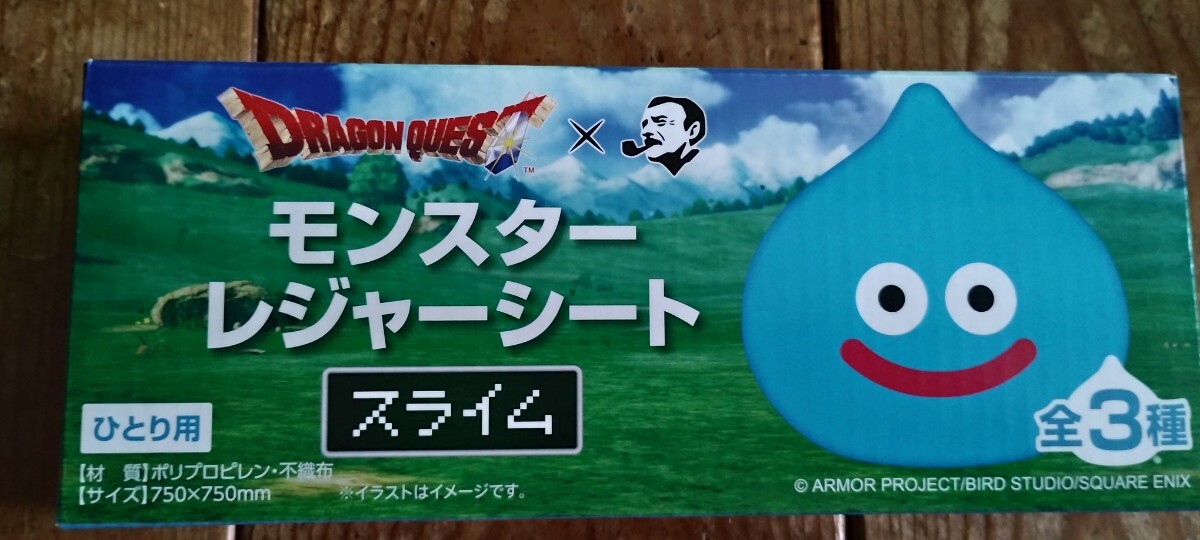 DRAGON QUEST™ ×
モンスター
レジャーシート
スライム
ひとり用
【材　質】ポリプロピレン・不織布
【サイズ】750×750mm
※イラストはイメージです。
全3種
© ARMOR PROJECT/BIRD STUDIO/SQUARE ENIX